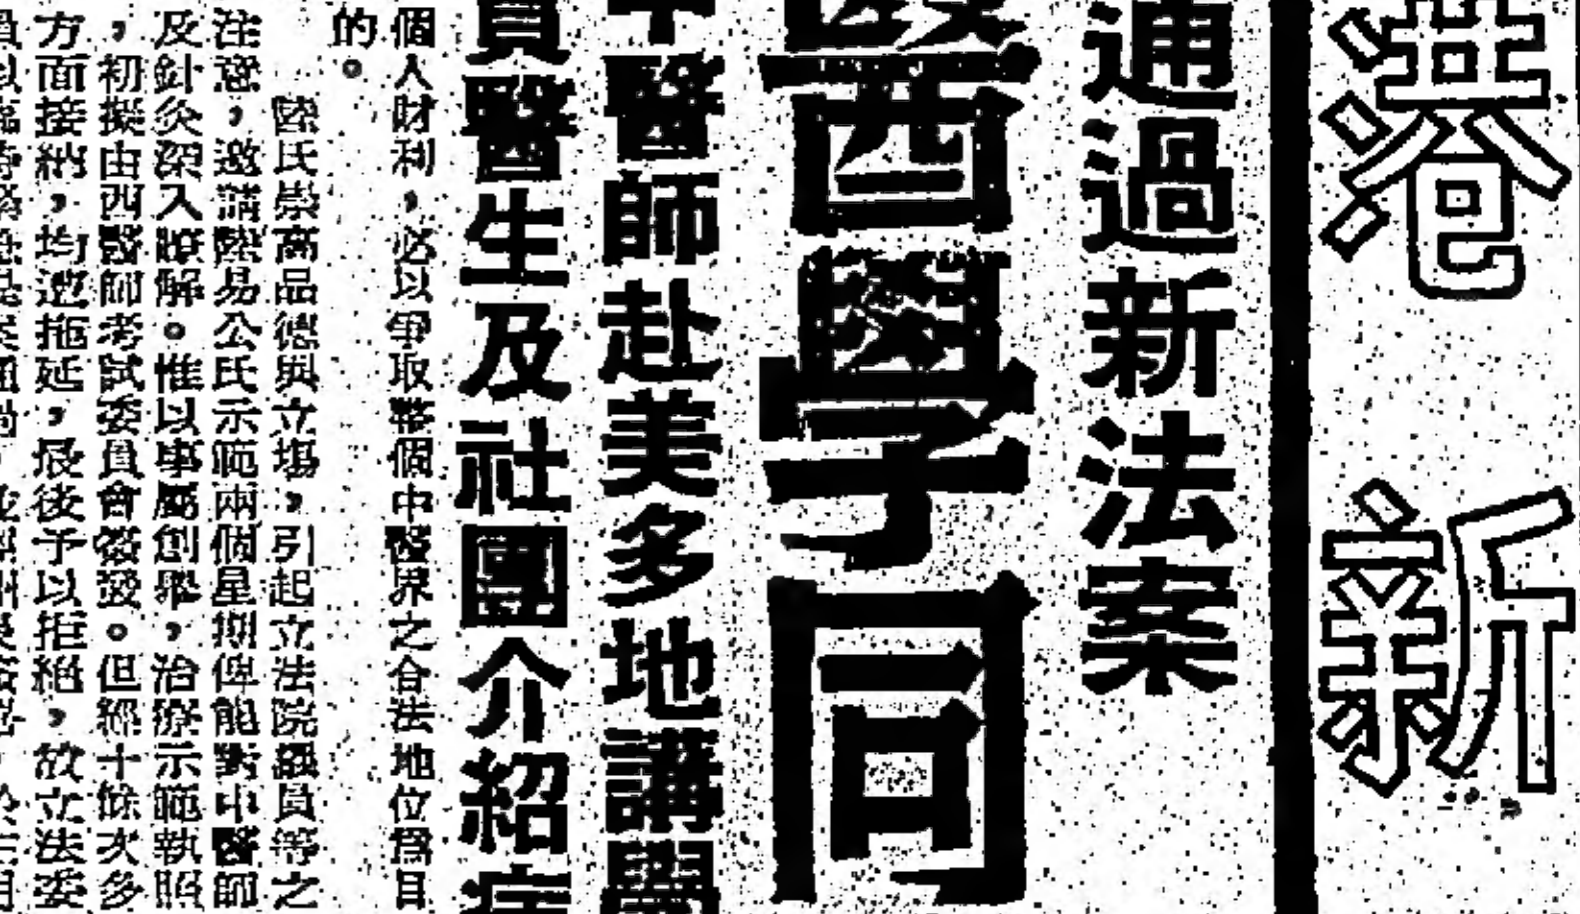 港新
通過新法案
醫西學同
中醫師赴美多地講學
員醫生及社團介紹病
個人財利，必以爭取整個中醫界之合法地位爲目
的。
陸氏崇高品德與立場，引起立法院議員等之
注意，邀請陸易公氏示範兩個星期俾能對中醫師
及針灸深入瞭解。惟以事屬創舉，治療示範執照
，初擬由西醫師考試委員會發。但經十餘次多
方面接納，均遭拖延，最後予以拒絕，故立法委